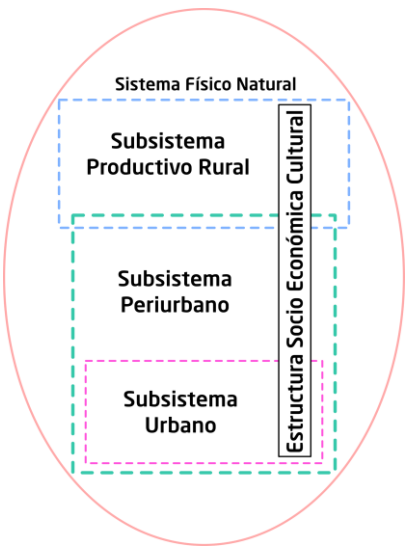 Sistema Físico Natural
Subsistema
Productivo Rural
Estructura Socio Económica Cultural
Subsistema
Periurbano
Subsistema
Urbano